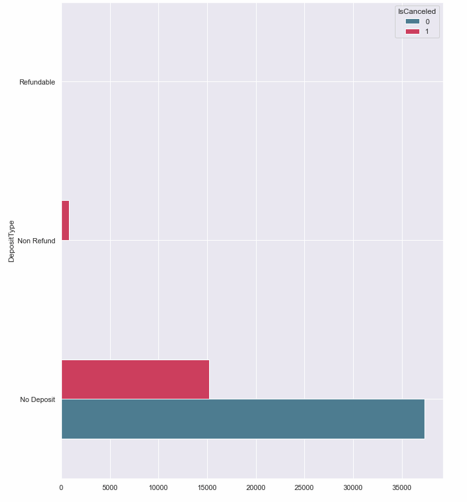 IsCanceled
0
1
Refundable
Non Refund
No Deposit
DepositType
0 5000 10000 15000 20000 25000 30000 35000